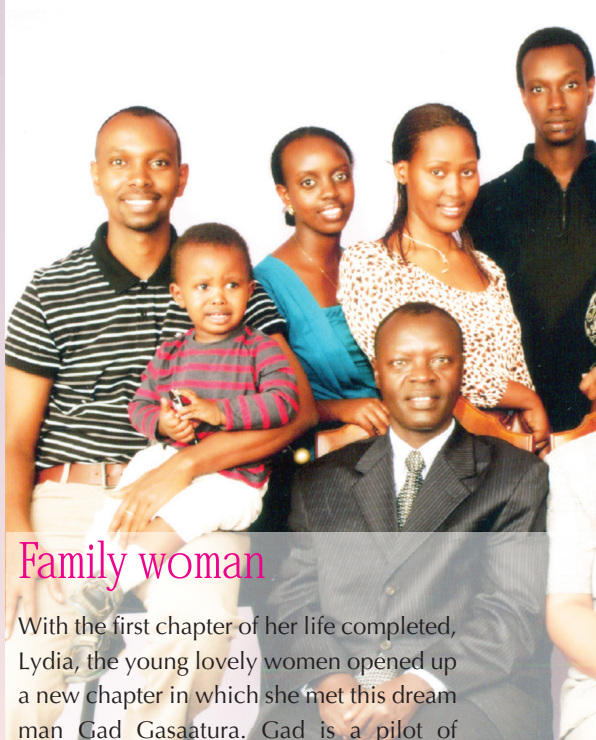 Family woman
With the first chapter of her life completed,
Lydia, the young lovely women opened up
a new chapter in which she met this dream
man Gad Gasaatura. Gad is a pilot of